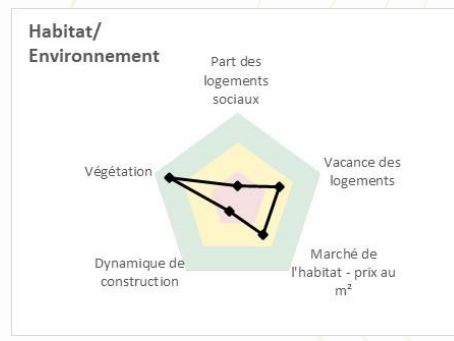 Habitat/
Environnement
Part des
logements
sociaux
Végétation
Vacance des
logements
Dynamique de
construction
Marché de
l'habitat - prix au
m²